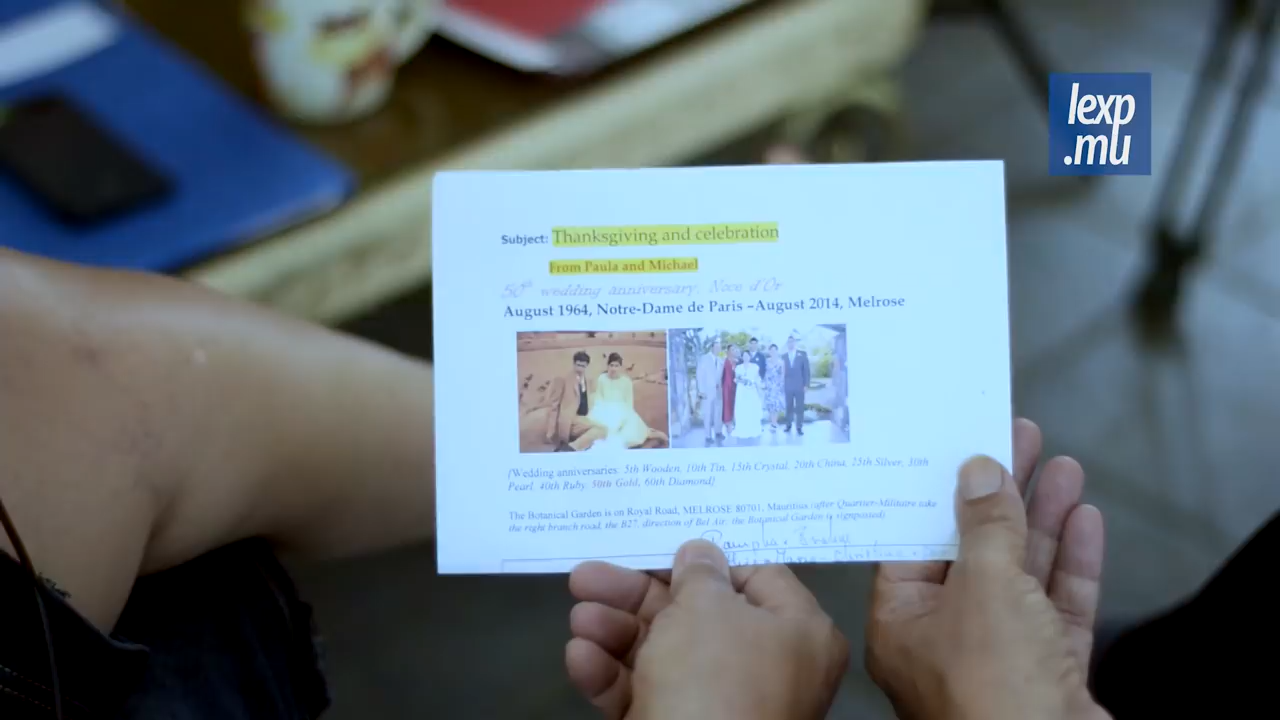 lexp
.mu
Subject: Thanksgiving and celebration
From Paula and Michael
50th wedding anniversary, Noce d'Or
August 1964, Notre-Dame de Paris –August 2014, Melrose
[Wedding anniversaries: 5th Wooden, 10th Tin, 15th Crystal, 20th China, 25th Silver, 30th
Pearl, 40th Ruby, 50th Gold, 60th Diamond]
The Botanical Garden is on Royal Road, MELROSE 80701, Mauritius (after Quartier-Militaire take
the right branch road, the B27, direction of Bel Air, the Botanical Garden is signposted)